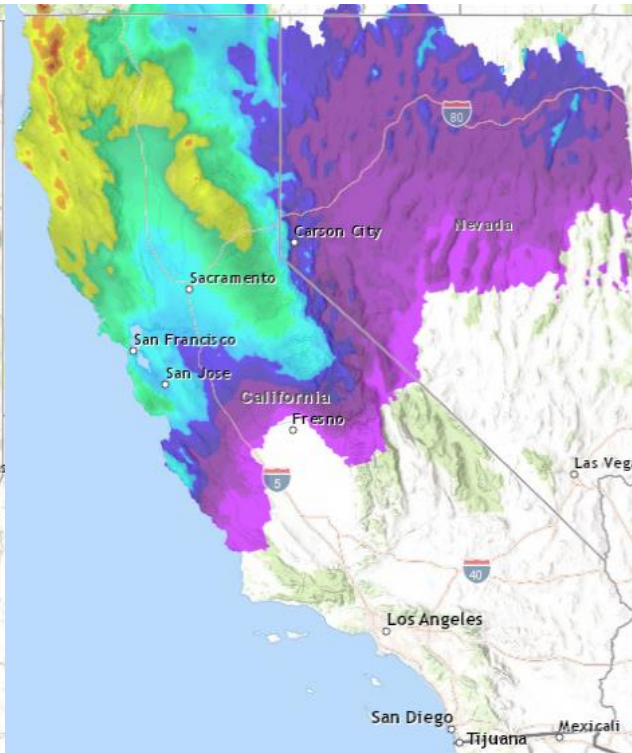 80
Nevada
Carson City
Sacramento
San Francisco
San Jose
California
Fresno
5
Las Vega
40
Los Angeles
San Diego
Tijuana
Mexicali